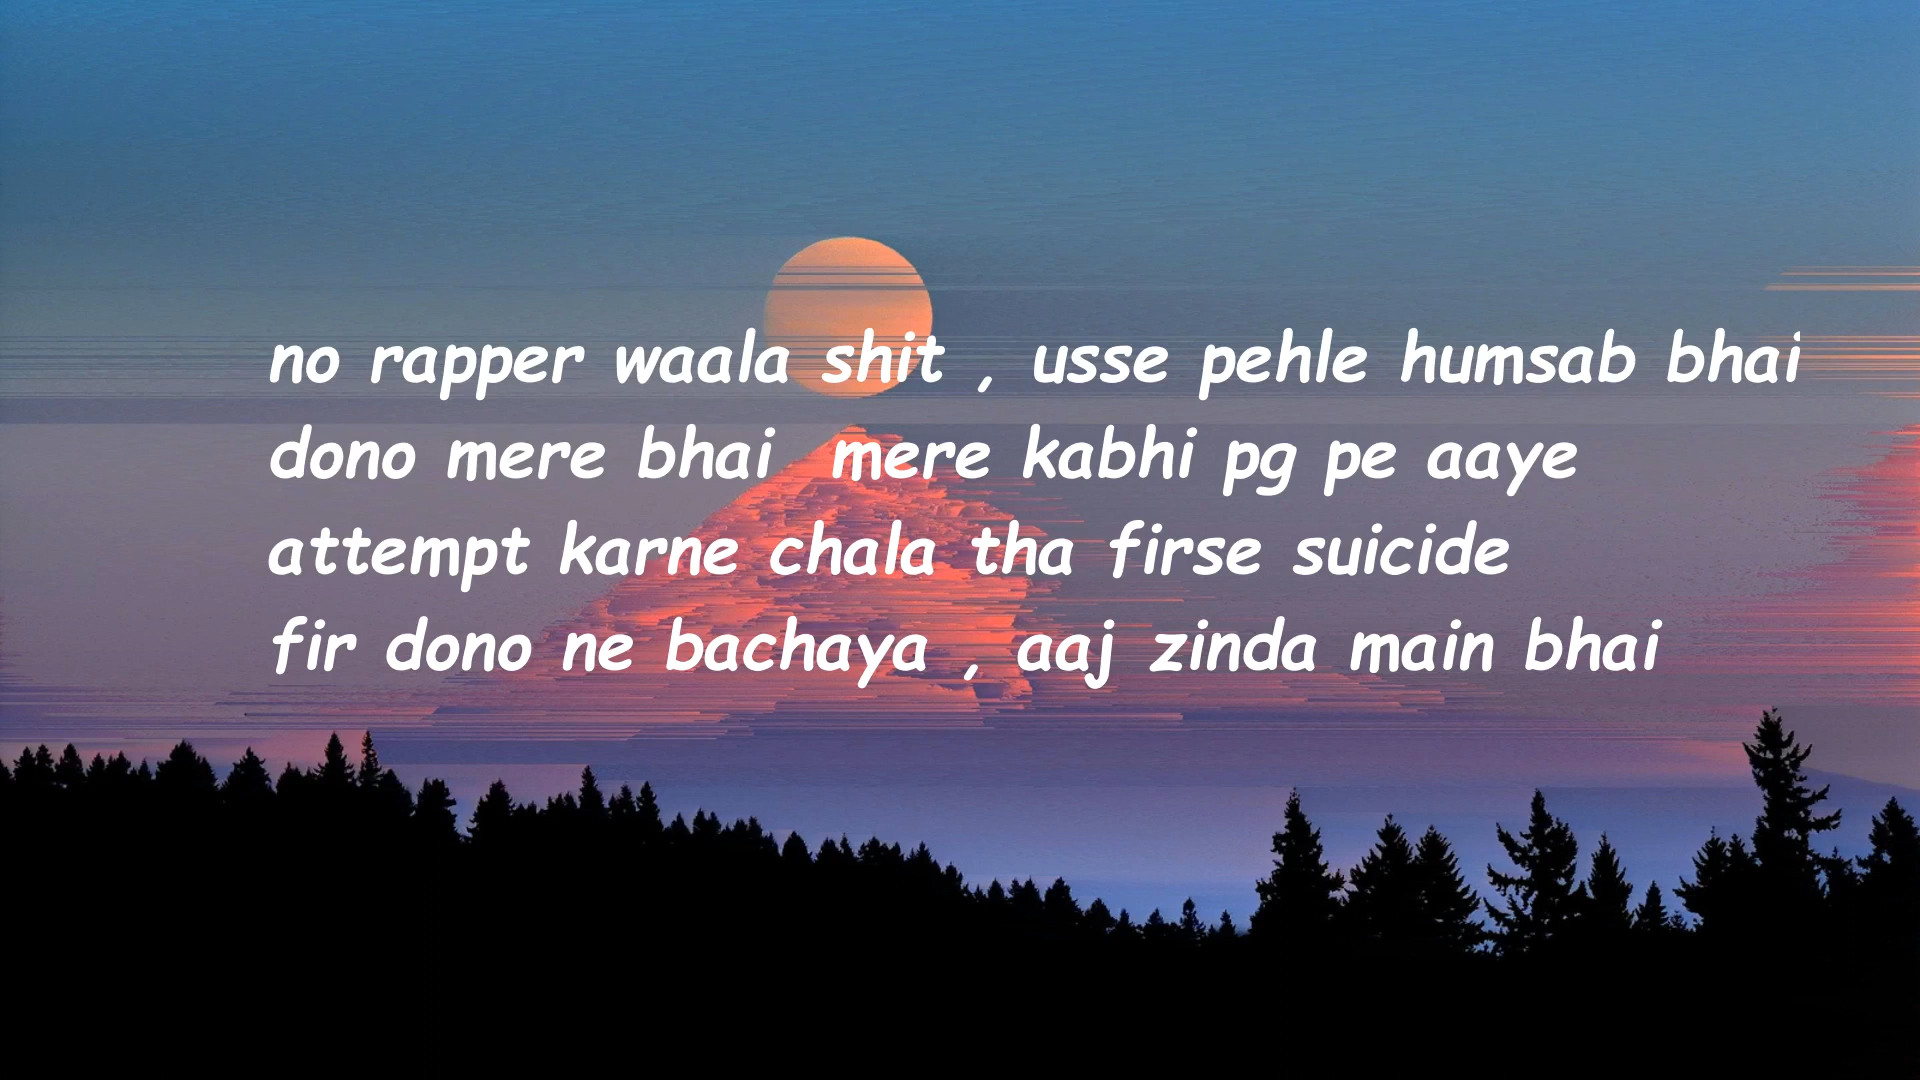 no rapper waala shit , usse pehle humsab bhai
dono mere bhai  mere kabhi pg pe aaye
attempt karne chala tha firse suicide
fir dono ne bachaya , aaj zinda main bhai